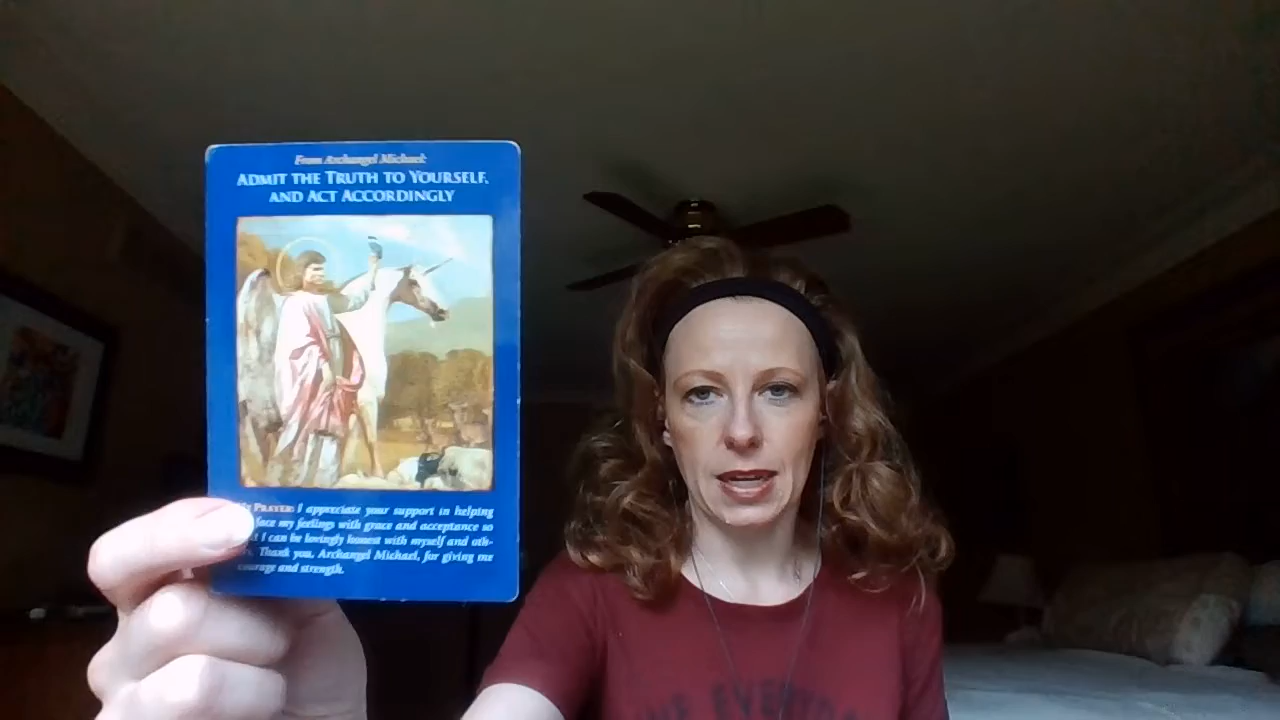 From Archangel Michael:
ADMIT THE TRUTH TO YOURSELF,
AND ACT ACCORDINGLY
PRAYER: I appreciate your support in helping
face my feelings with grace and acceptance so
I can be lovingly honest with myself and oth-
Thank you, Archangel Michael, for giving me
courage and strength.